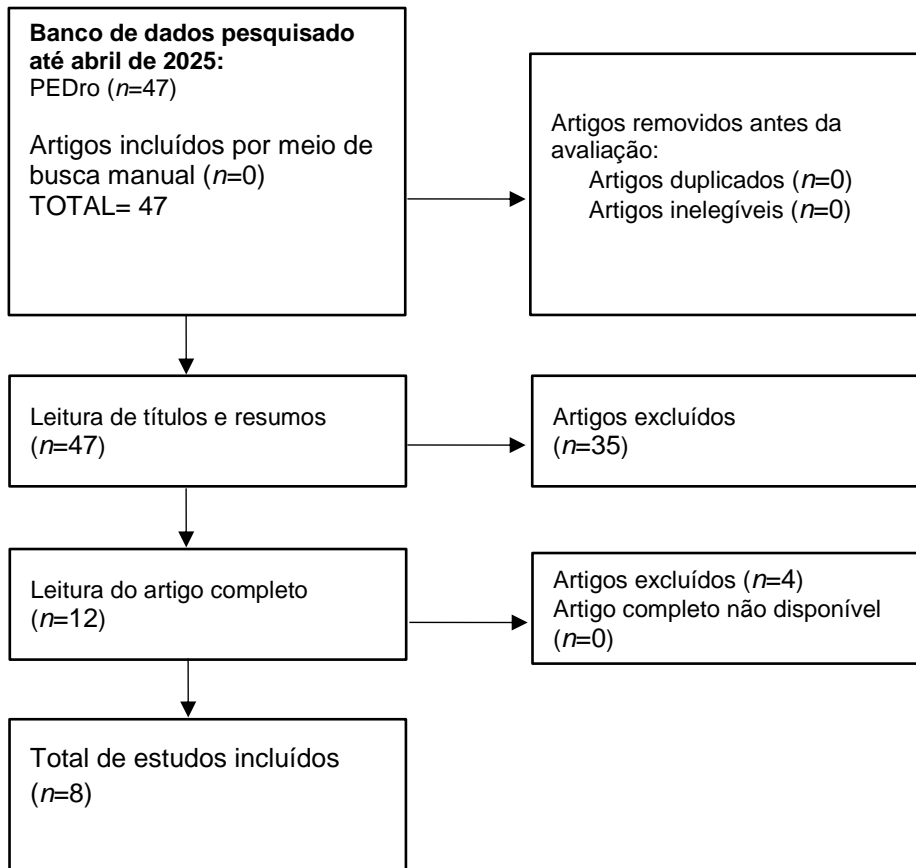 Banco de dados pesquisado
até abril de 2025:
PEDro (n=47)
Artigos incluídos por meio de
busca manual (n=0)
TOTAL= 47
Artigos removidos antes da
avaliação:
Artigos duplicados (n=0)
Artigos inelegíveis (n=0)
Leitura de títulos e resumos
(n=47)
Artigos excluídos
(n=35)
Leitura do artigo completo
(n=12)
Artigos excluídos (n=4)
Artigo completo não disponível
(n=0)
Total de estudos incluídos
(n=8)